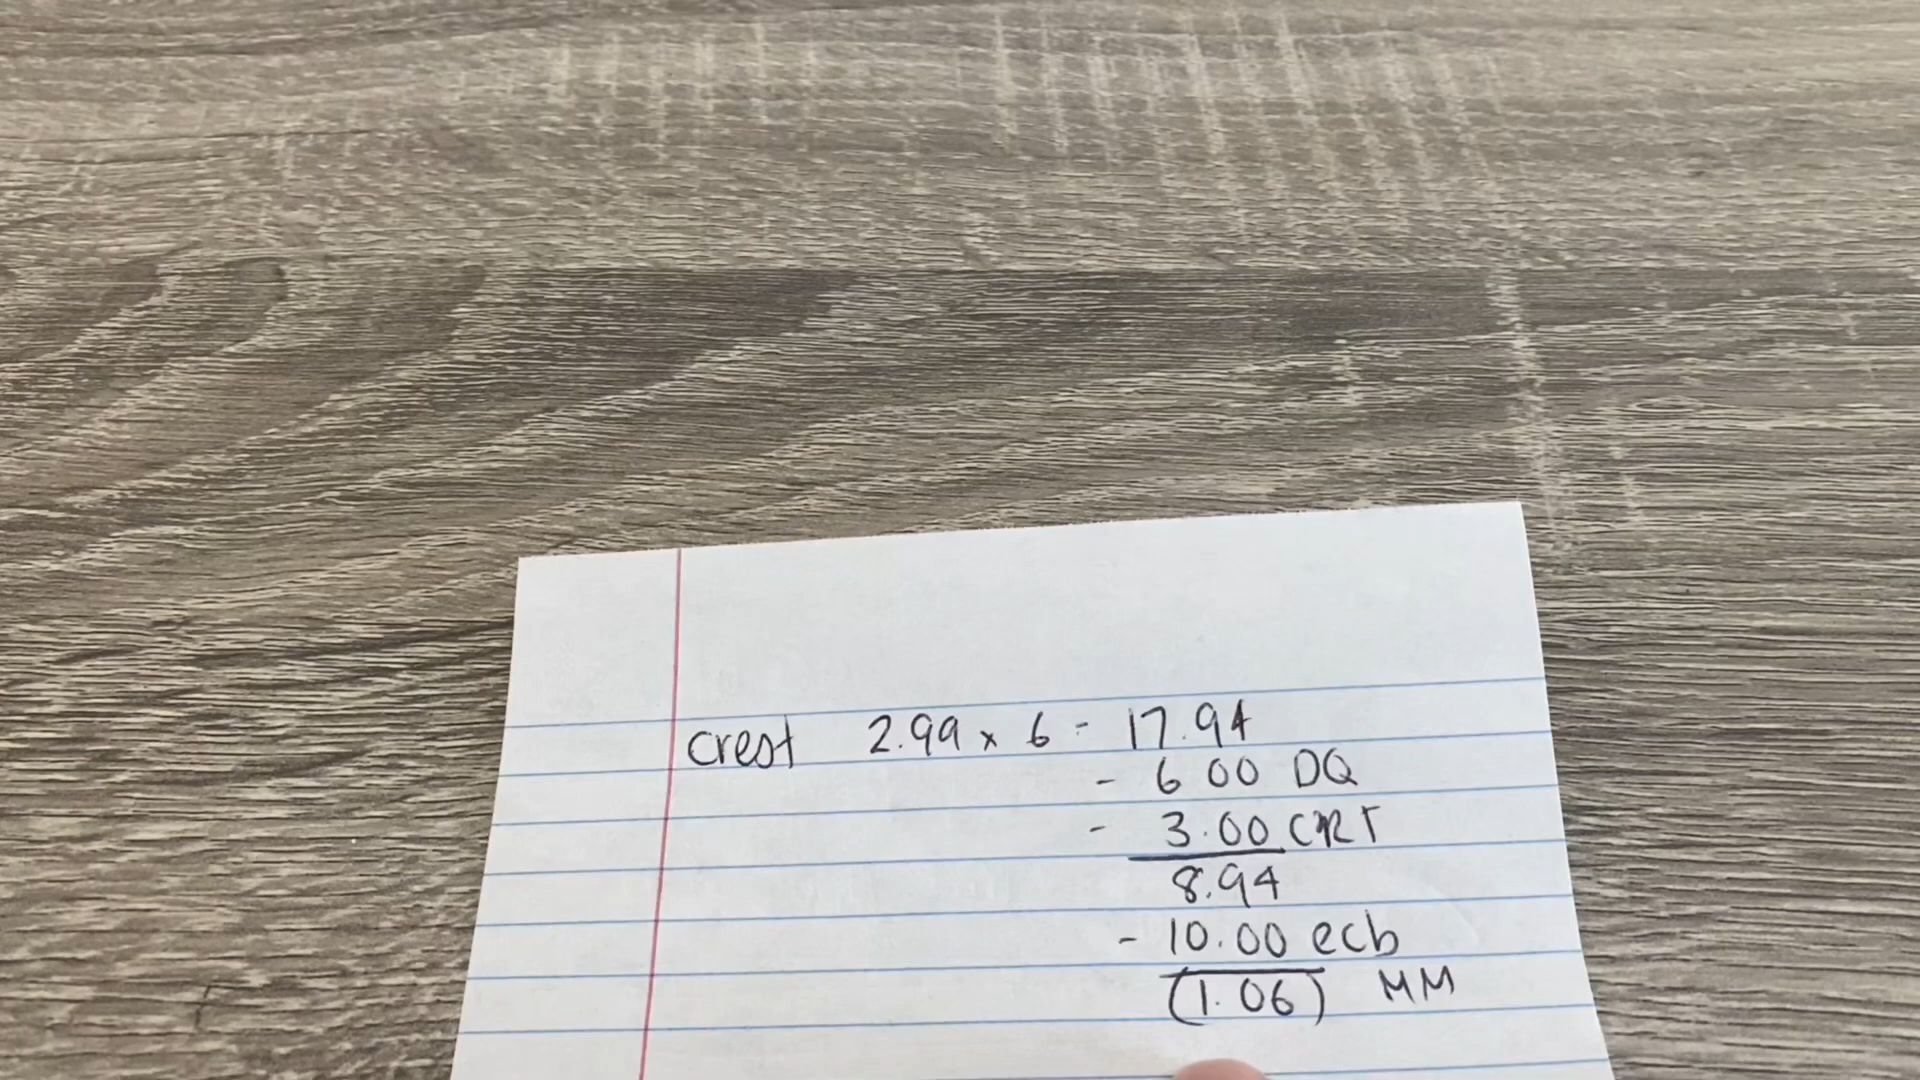 crest 2.99 x 6 - 17.94
- 6 00 DQ
- 3.00 CRT
8.94
- 10.00 ecb
(1.06) MM